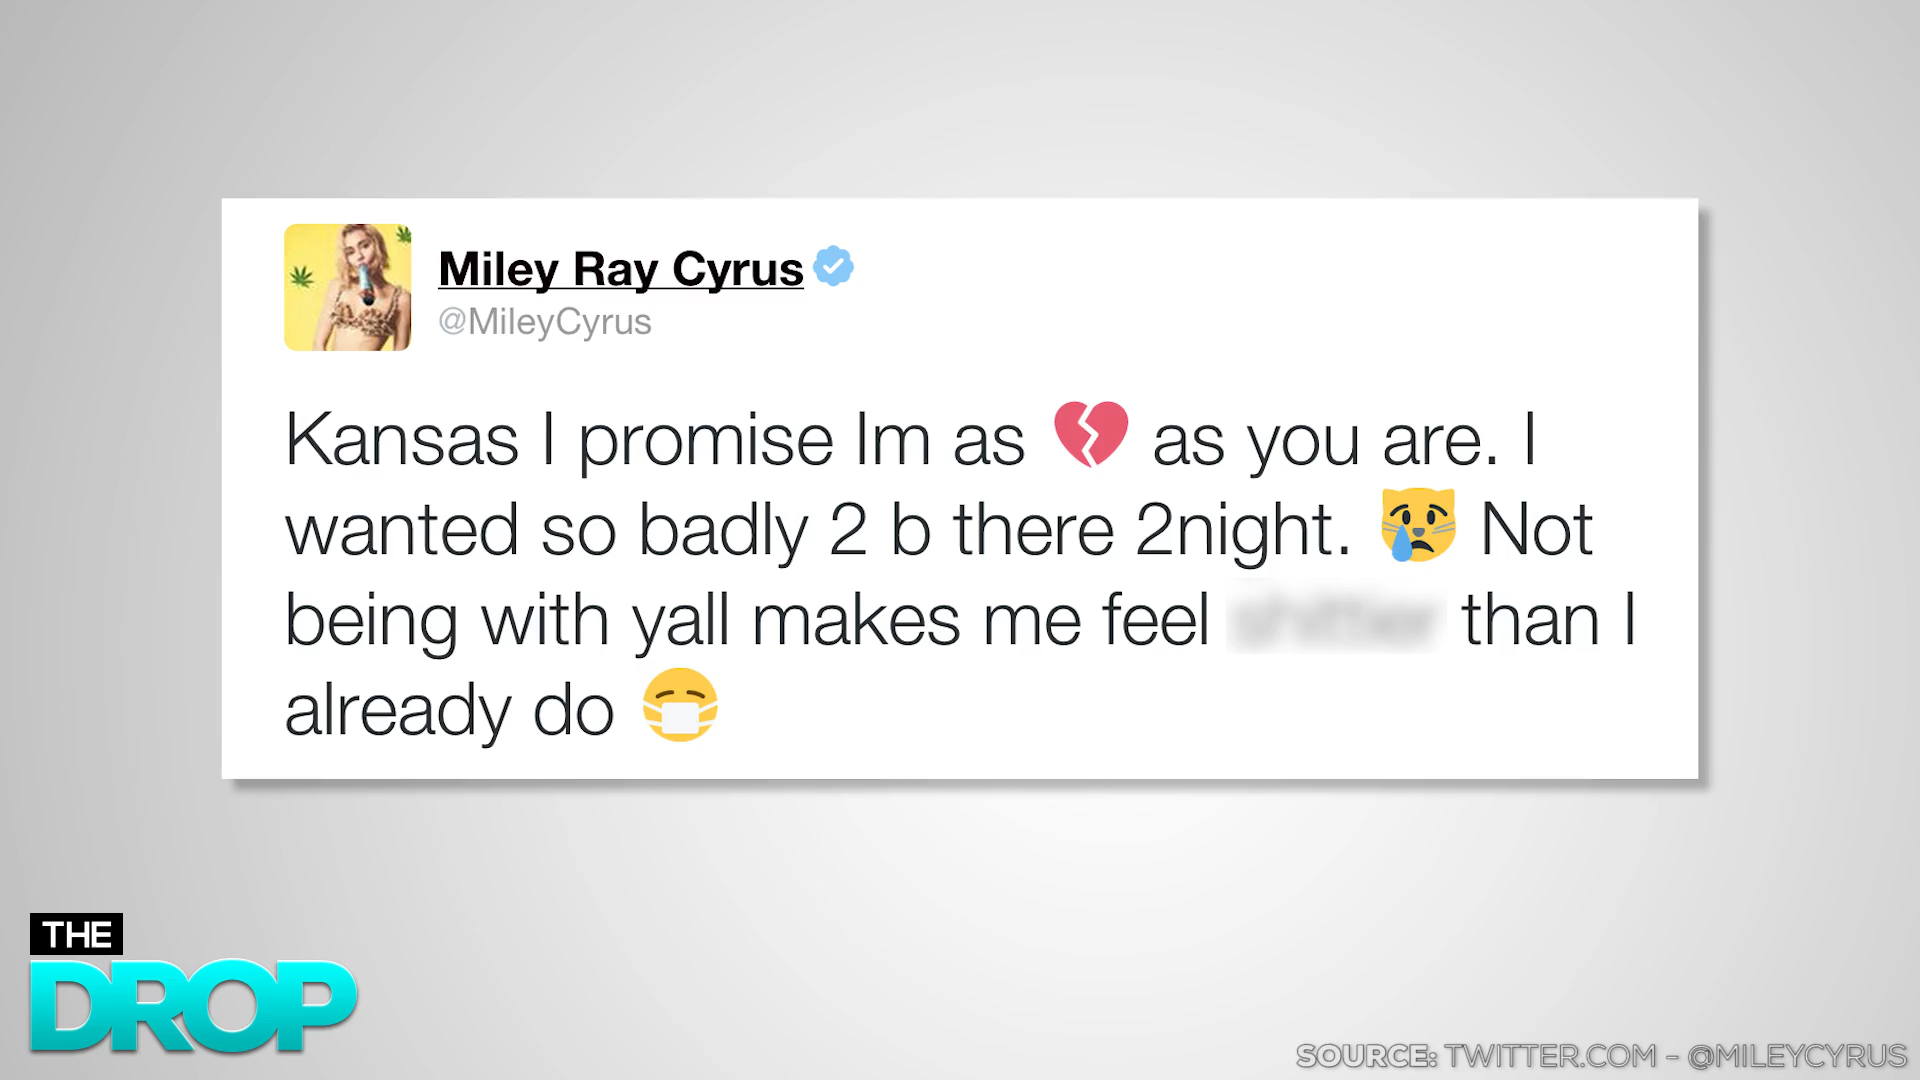 Miley Ray Cyrus
@MileyCyrus
Kansas I promise Im as 💔 as you are. I
wanted so badly 2 b there 2night. 😿 Not
being with yall makes me feel than I
already do 😷
THE
DROP
SOURCE: TWITTER.COM - @MILEYCYRUS